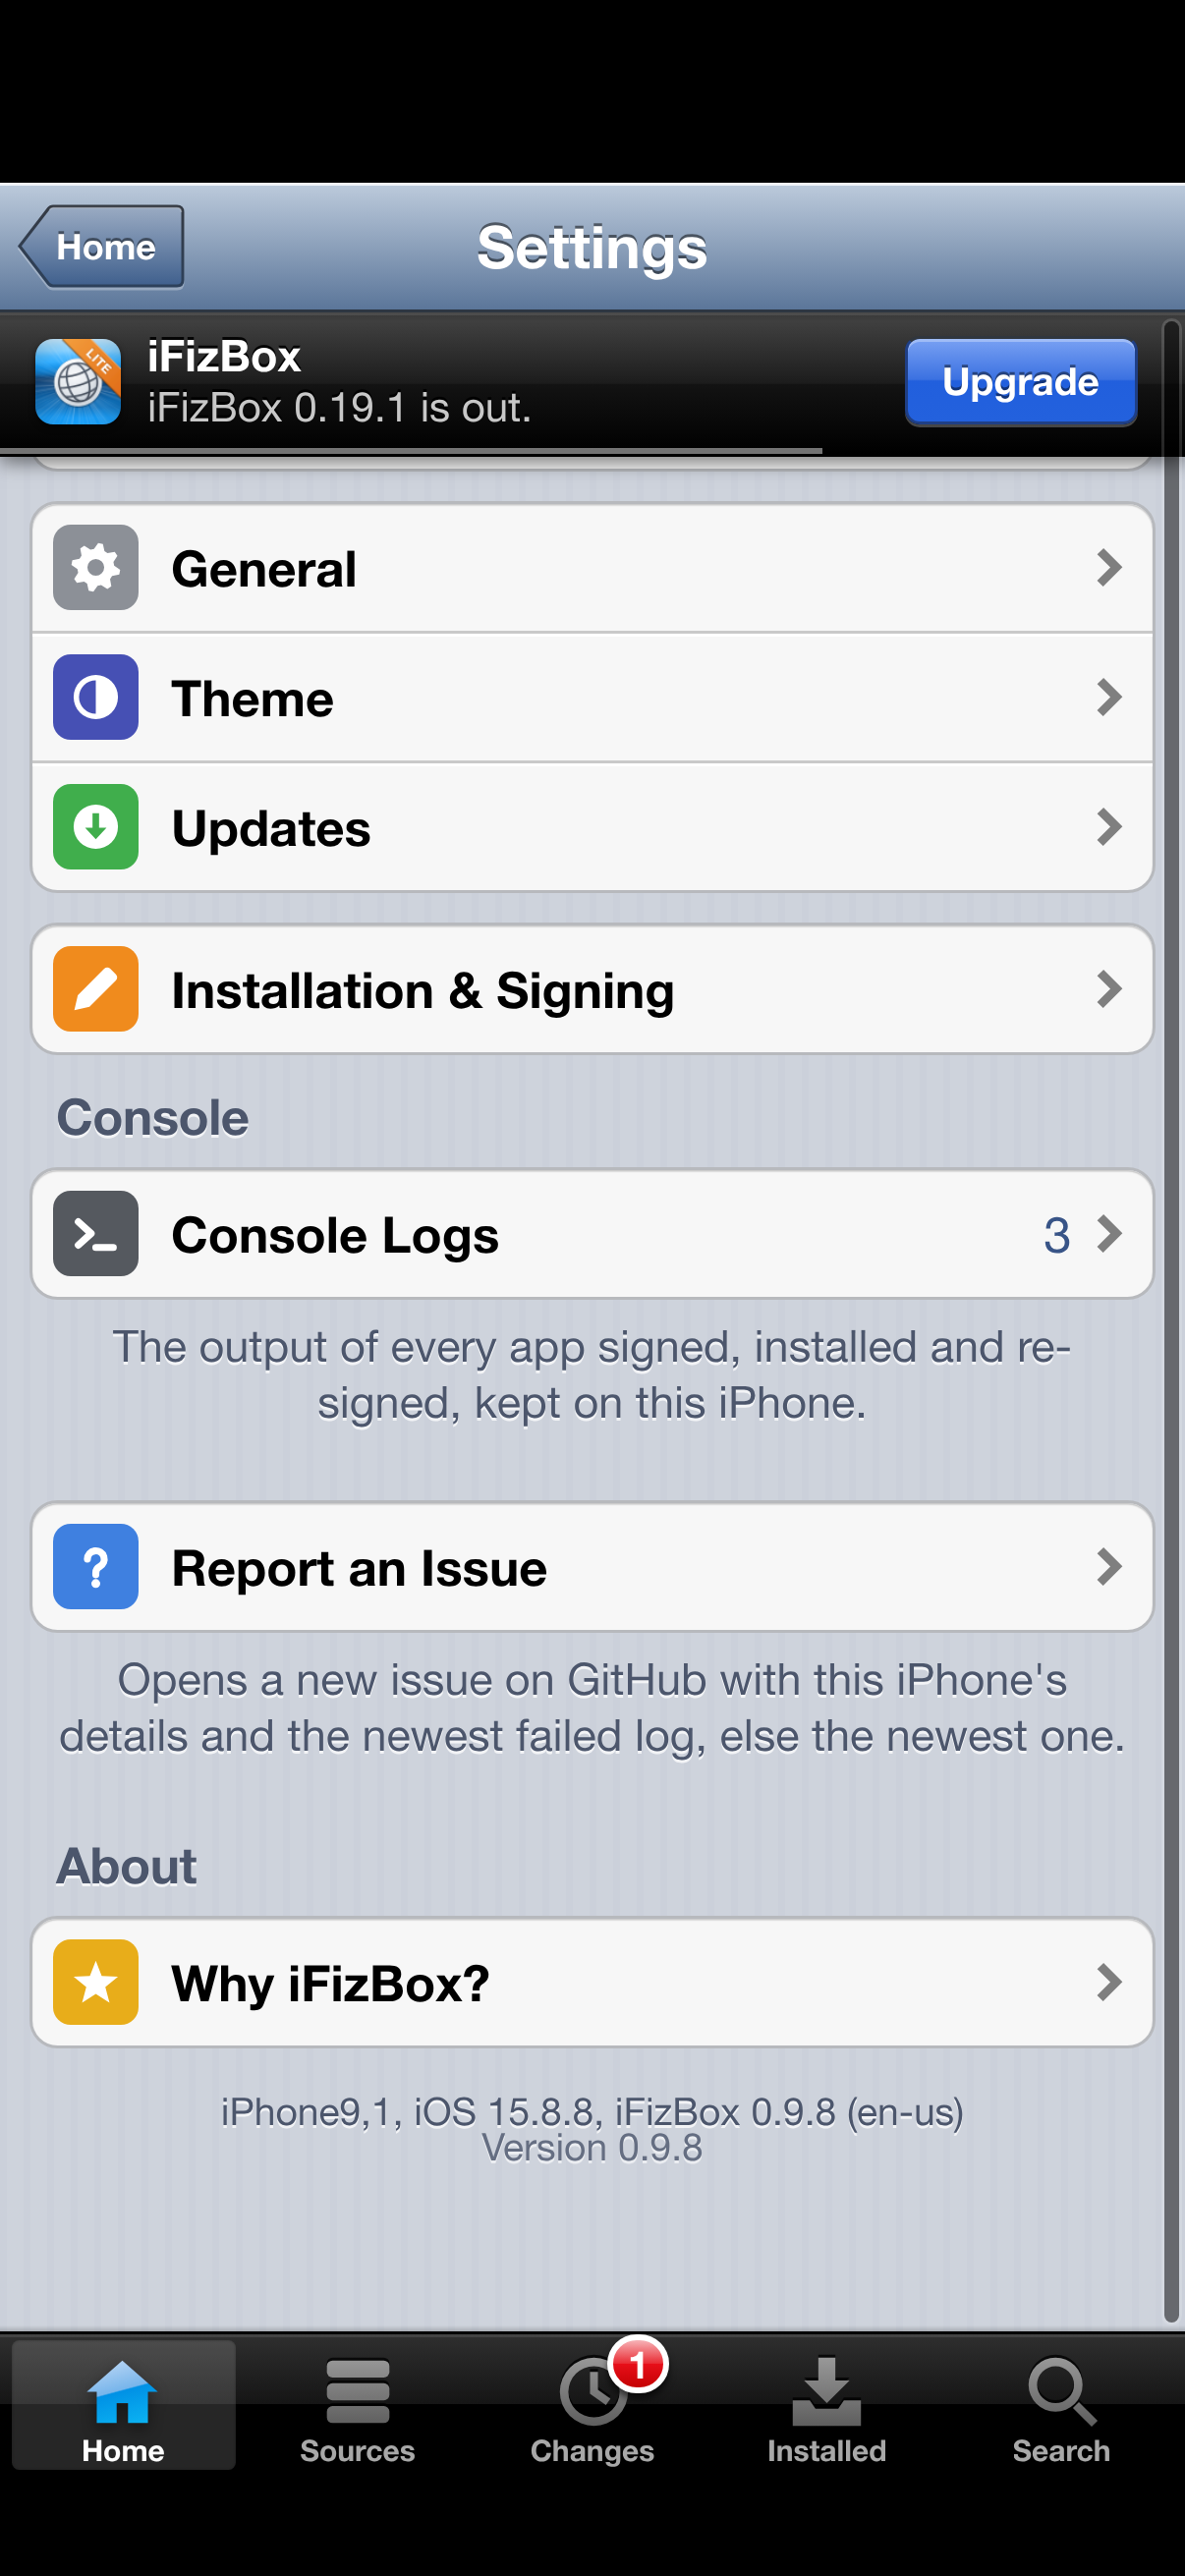 Home
Settings
LITE
iFizBox
iFizBox 0.19.1 is out.
Upgrade
General
Theme
Updates
Installation & Signing
Console
Console Logs
3
The output of every app signed, installed and re-
signed, kept on this iPhone.
Report an Issue
Opens a new issue on GitHub with this iPhone's
details and the newest failed log, else the newest one.
About
Why iFizBox?
iPhone9,1, iOS 15.8.8, iFizBox 0.9.8 (en-us)
Version 0.9.8
1
Home
Sources
Changes
Installed
Search